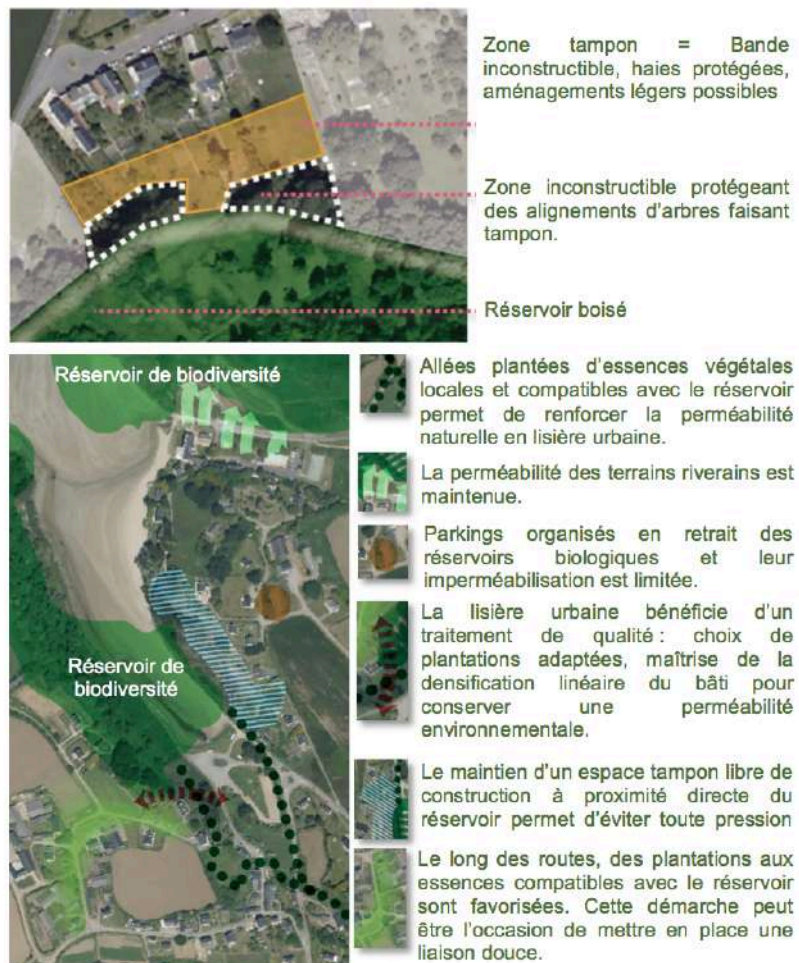 Zone tampon = Bande
inconstructible, haies protégées,
aménagements légers possibles
Zone inconstructible protégeant
des alignements d'arbres faisant
tampon.
Réservoir boisé
Réservoir de biodiversité
Réservoir de
biodiversité
Allées plantées d'essences végétales
locales et compatibles avec le réservoir
permet de renforcer la perméabilité
naturelle en lisière urbaine.
La perméabilité des terrains riverains est
maintenue.
Parkings organisés en retrait des
réservoirs biologiques et leur
imperméabilisation est limitée.
La lisière urbaine bénéficie d'un
traitement de qualité : choix de
plantations adaptées, maîtrise de la
densification linéaire du bâti pour
conserver une perméabilité
environnementale.
Le maintien d'un espace tampon libre de
construction à proximité directe du
réservoir permet d'éviter toute pression
Le long des routes, des plantations aux
essences compatibles avec le réservoir
sont favorisées. Cette démarche peut
être l'occasion de mettre en place une
liaison douce.